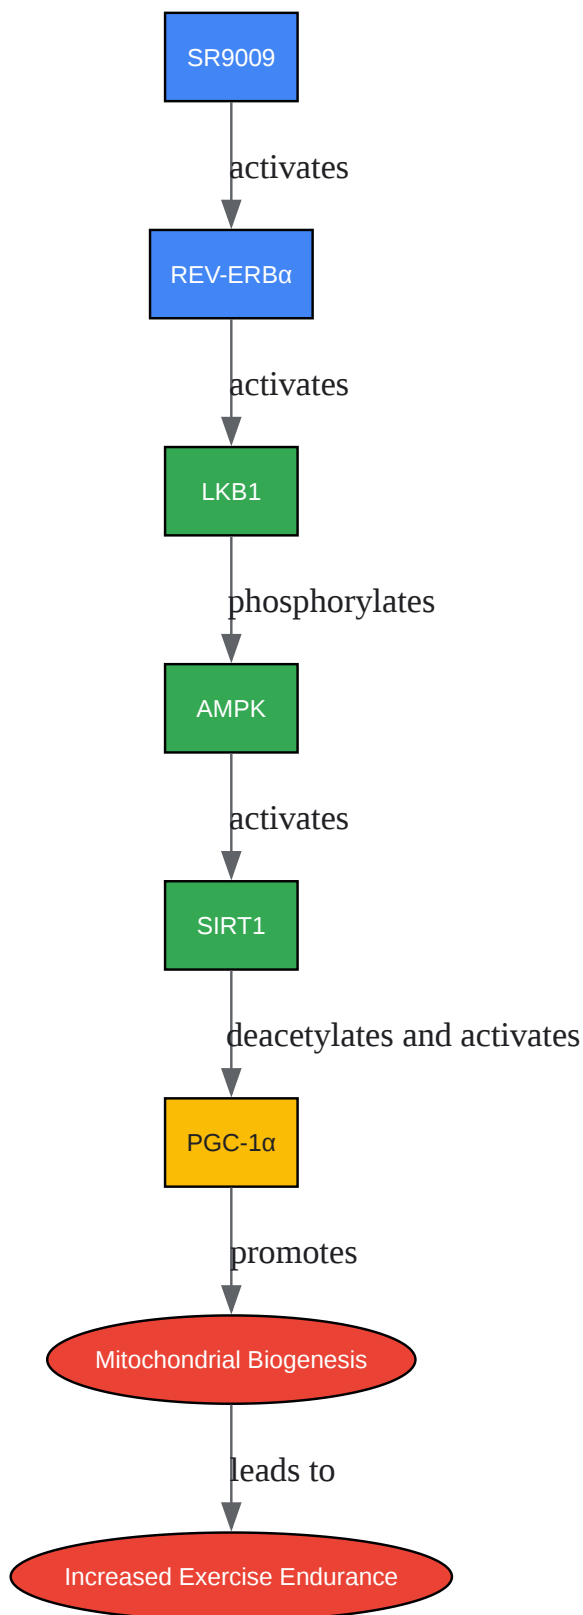 SR9009
activates
REV-ERBα
activates
LKB1
phosphorylates
AMPK
activates
SIRT1
deacetylates and activates
PGC-1α
promotes
Mitochondrial Biogenesis
leads to
Increased Exercise Endurance